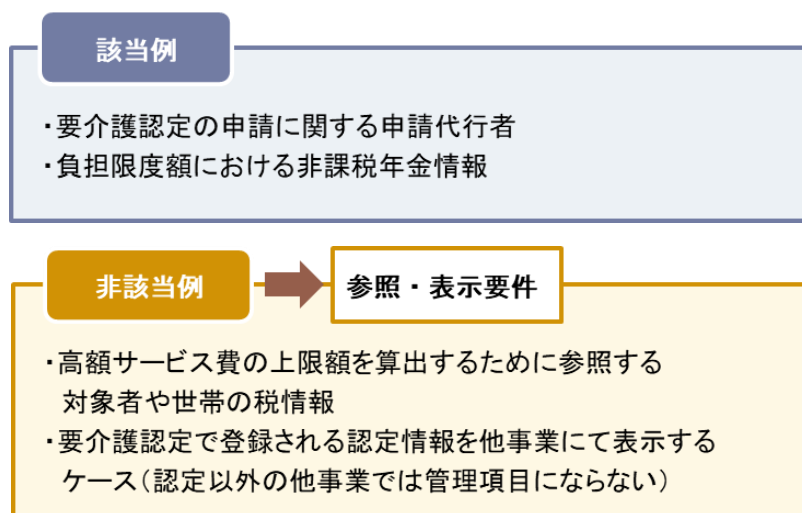 該当例
・要介護認定の申請に関する申請代行者
・負担限度額における非課税年金情報
非該当例
参照・表示要件
・高額サービス費の上限額を算出するために参照する
対象者や世帯の税情報
・要介護認定で登録される認定情報を他事業にて表示する
ケース（認定以外の他事業では管理項目にならない）